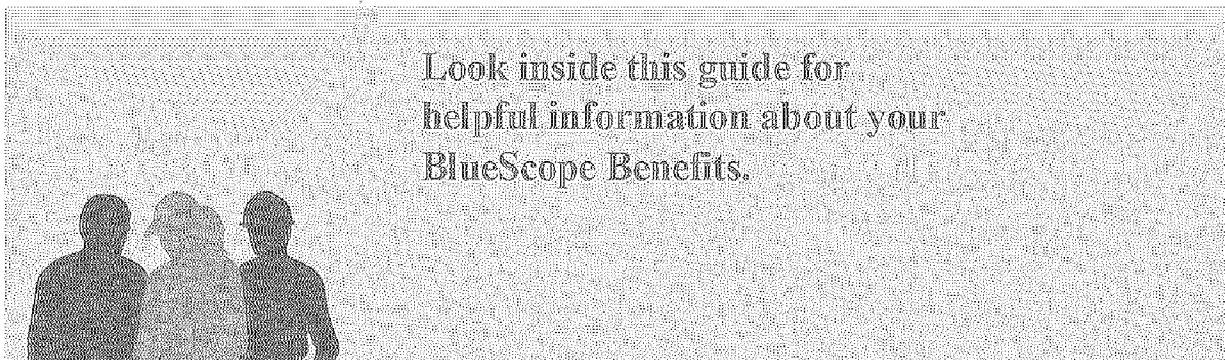 Look inside this guide for
helpful information about your
BlueScope Benefits.